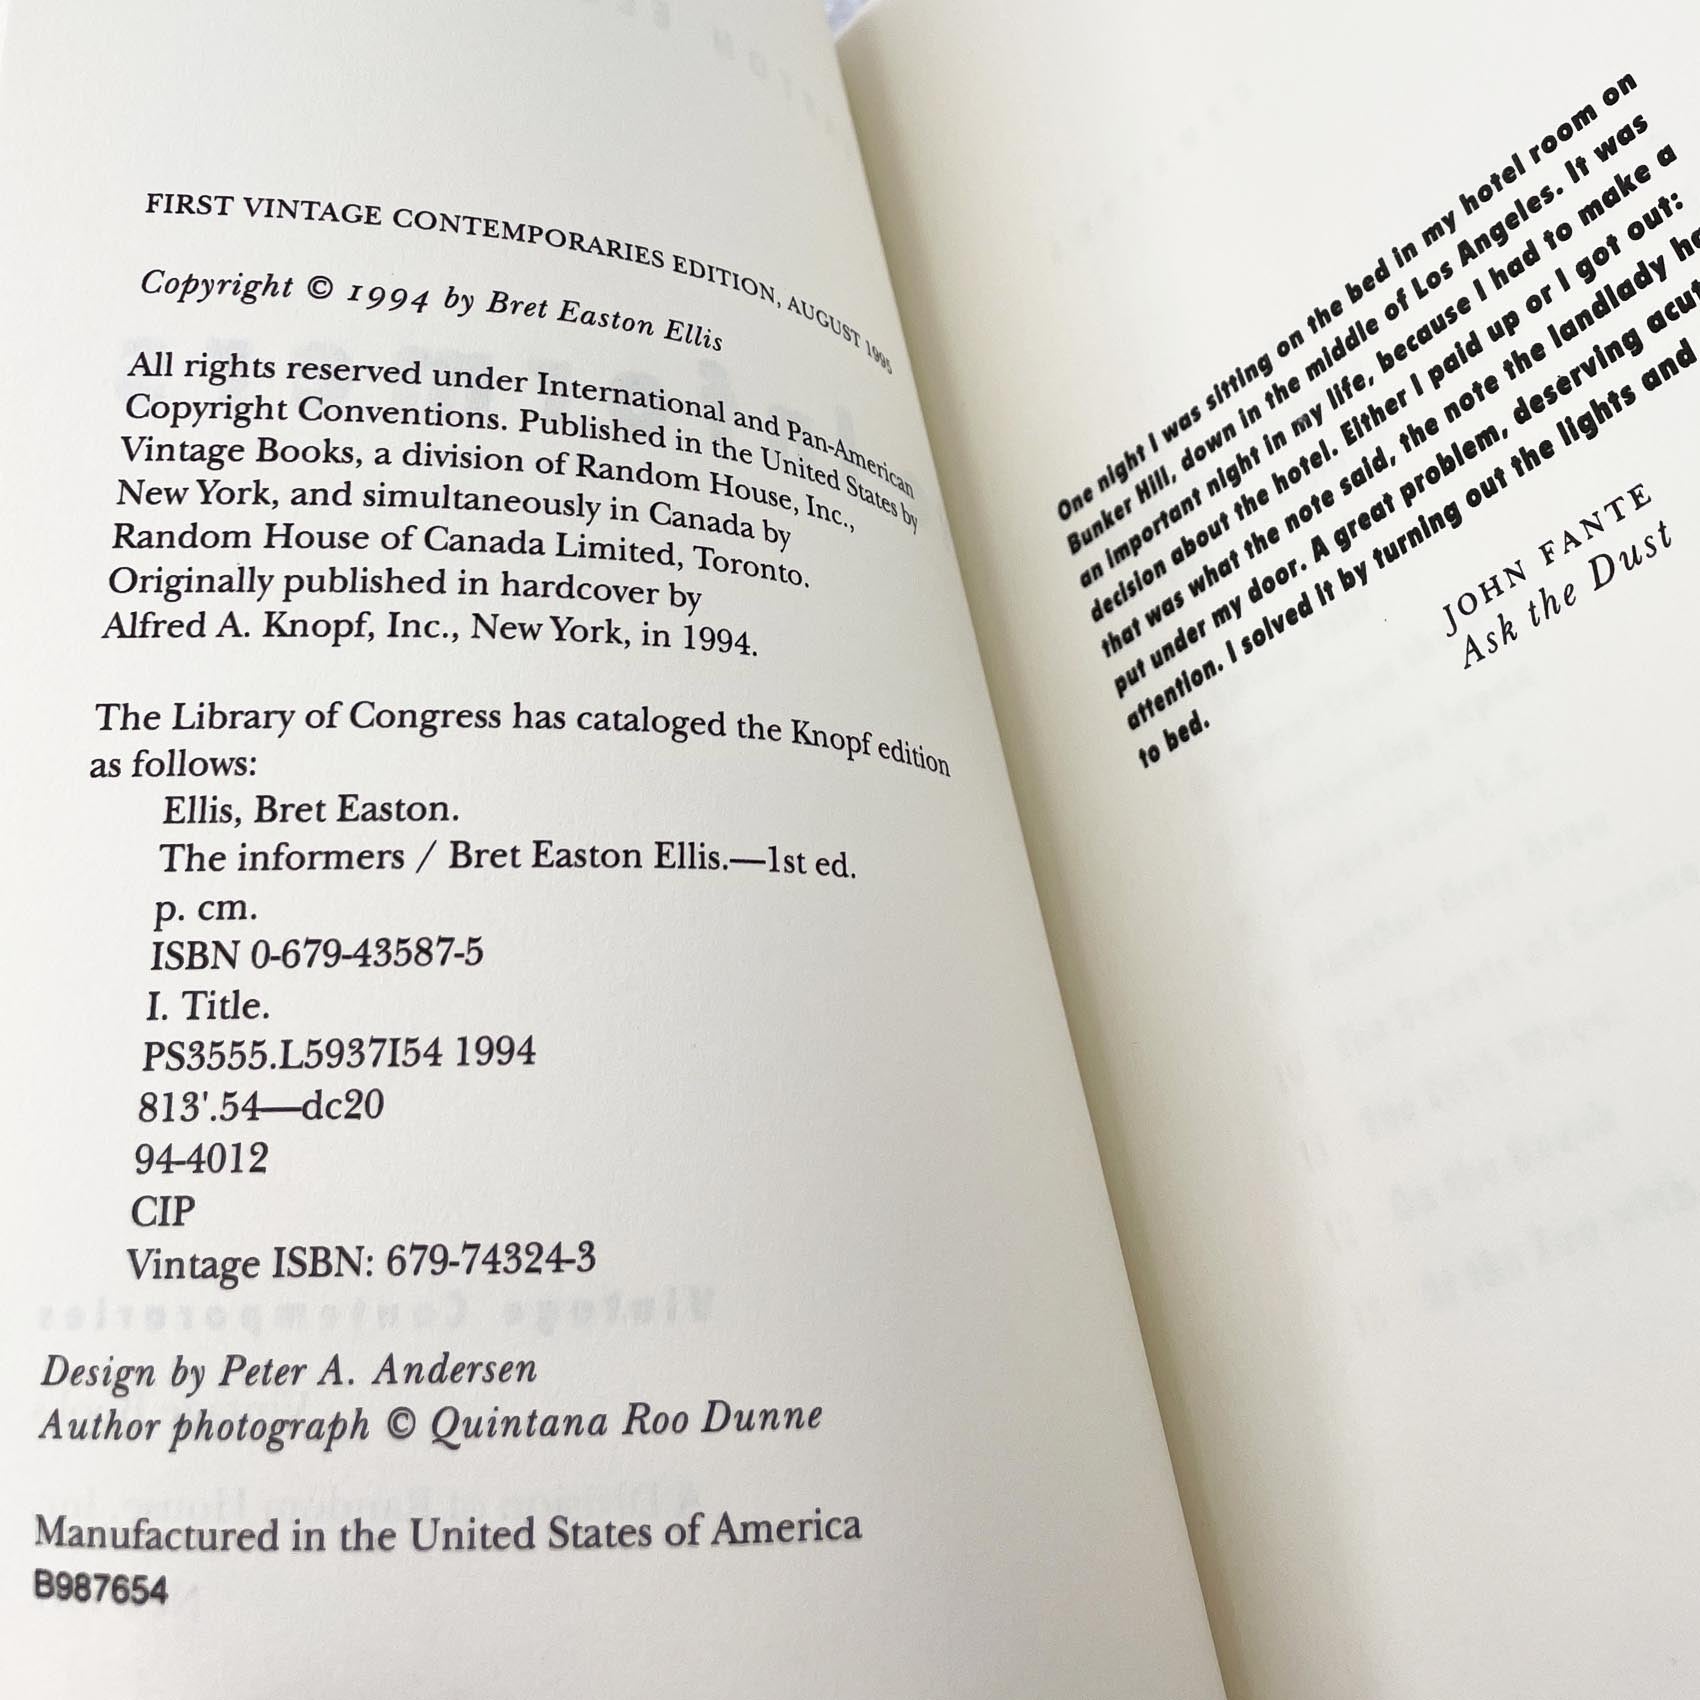 FIRST VINTAGE CONTEMPORARIES EDITION, AUGUST 1995
Copyright © 1994 by Bret Easton Ellis
All rights reserved under International and Pan-American
Copyright Conventions. Published in the United States by
Vintage Books, a division of Random House, Inc.,
New York, and simultaneously in Canada by
Random House of Canada Limited, Toronto.
Originally published in hardcover by
Alfred A. Knopf, Inc., New York, in 1994.
The Library of Congress has cataloged the Knopf edition
as follows:
Ellis, Bret Easton.
The informers / Bret Easton Ellis.—1st ed.
p. cm.
ISBN 0-679-43587-5
I. Title.
PS3555.L5937I54 1994
813'.54—dc20
94-4012
CIP
Vintage ISBN: 679-74324-3
Design by Peter A. Andersen
Author photograph © Quintana Roo Dunne
Manufactured in the United States of America
B987654
One night I was sitting on the bed in my hotel room on
Bunker Hill, down in the middle of Los Angeles. It was
an important night in my life, because I had to make a
decision about the hotel. Either I paid up or I got out:
that was what the note said, the note the landlady
put under my door. A great problem, deserving
attention. I solved it by turning out the lights and
to bed.
JOHN FANTE
Ask the Dust